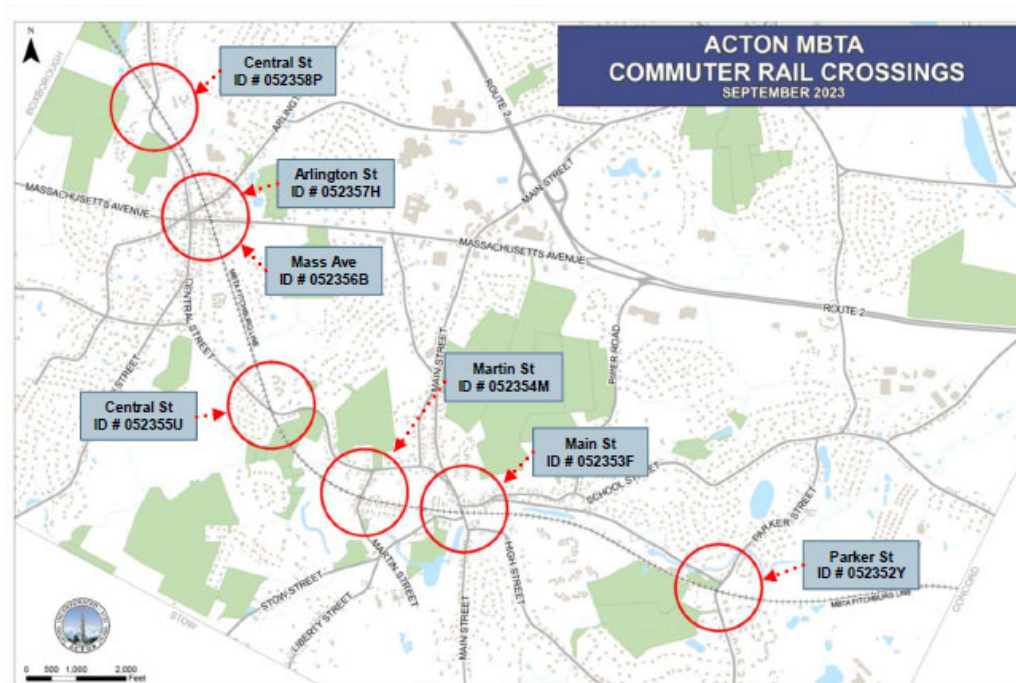 ACTON MBTA
COMMUTER RAIL CROSSINGS
SEPTEMBER 2023
N
Central St
ID # 052358P
BOXBOROUGH
ROUTE 2
Arlington St
ID # 052357H
MAIN STREET
MASSACHUSETTS AVENUE
MASSACHUSETTS AVENUE
Mass Ave
ID # 052356B
CENTRAL STREET
MBTA FITCHBURG LINE
ROUTE 2
MAIN STREET
PIPER ROAD
Martin St
ID # 052354M
Central St
ID # 052355U
Main St
ID # 052353F
SCHOOL STREET
PARKER STREET
MARTIN STREET
HIGH STREET
Parker St
ID # 052352Y
STOW STREET
LIBERTY STREET
MAIN STREET
MBTA FITCHBURG LINE
CONCORD
STOW
0 500 1,000 2,000
Feet